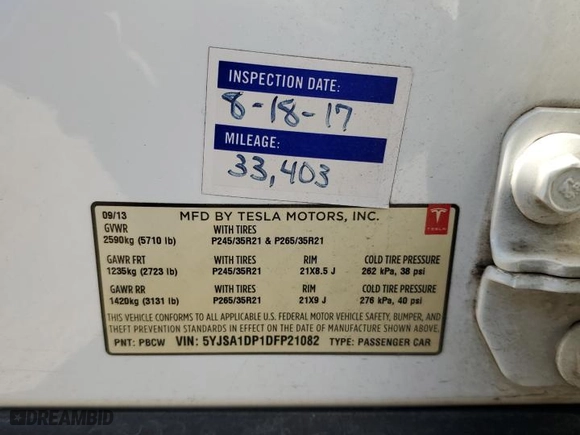 INSPECTION DATE:
8-18-17
MILEAGE:
33,403
09/13 MFD BY TESLA MOTORS, INC.
TESLA
GVWR WITH TIRES
2590kg (5710 lb) P245/35R21 & P265/35R21
GAWR FRT WITH TIRES RIM COLD TIRE PRESSURE
1235kg (2723 lb) P245/35R21 21X8.5 J 262 kPa, 38 psi
GAWR RR WITH TIRES RIM COLD TIRE PRESSURE
1420kg (3131 lb) P265/35R21 21X9 J 276 kPa, 40 psi
THIS VEHICLE CONFORMS TO ALL APPLICABLE U.S. FEDERAL MOTOR VEHICLE SAFETY, BUMPER, AND
THEFT PREVENTION STANDARDS IN EFFECT ON THE DATE OF MANUFACTURE SHOWN ABOVE.
PNT: PBCW VIN: 5YJSA1DP1DFP21082 TYPE: PASSENGER CAR
DREAMBID